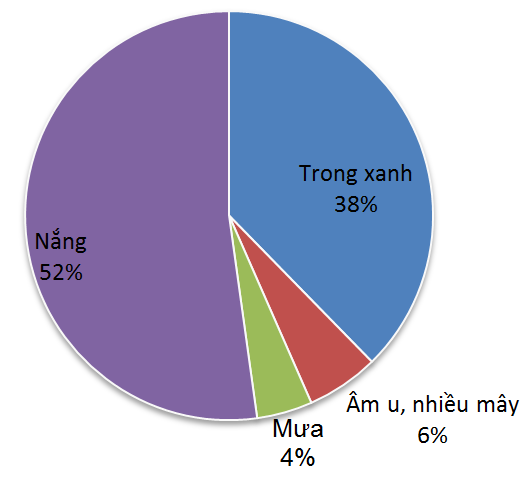 Trong xanh
38%
Nắng
52%
Âm u, nhiều mây
6%
Mưa
4%